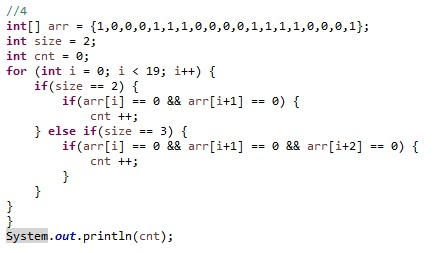 //4
int[] arr = {1,0,0,0,1,1,1,0,0,0,0,1,1,1,1,0,0,0,1};
int size = 2;
int cnt = 0;
for (int i = 0; i < 19; i++) {
    if(size == 2) {
        if(arr[i] == 0 && arr[i+1] == 0) {
            cnt ++;
    } else if(size == 3) {
        if(arr[i] == 0 && arr[i+1] == 0 && arr[i+2] == 0) {
            cnt ++;
        }
    }
}
}
System.out.println(cnt);